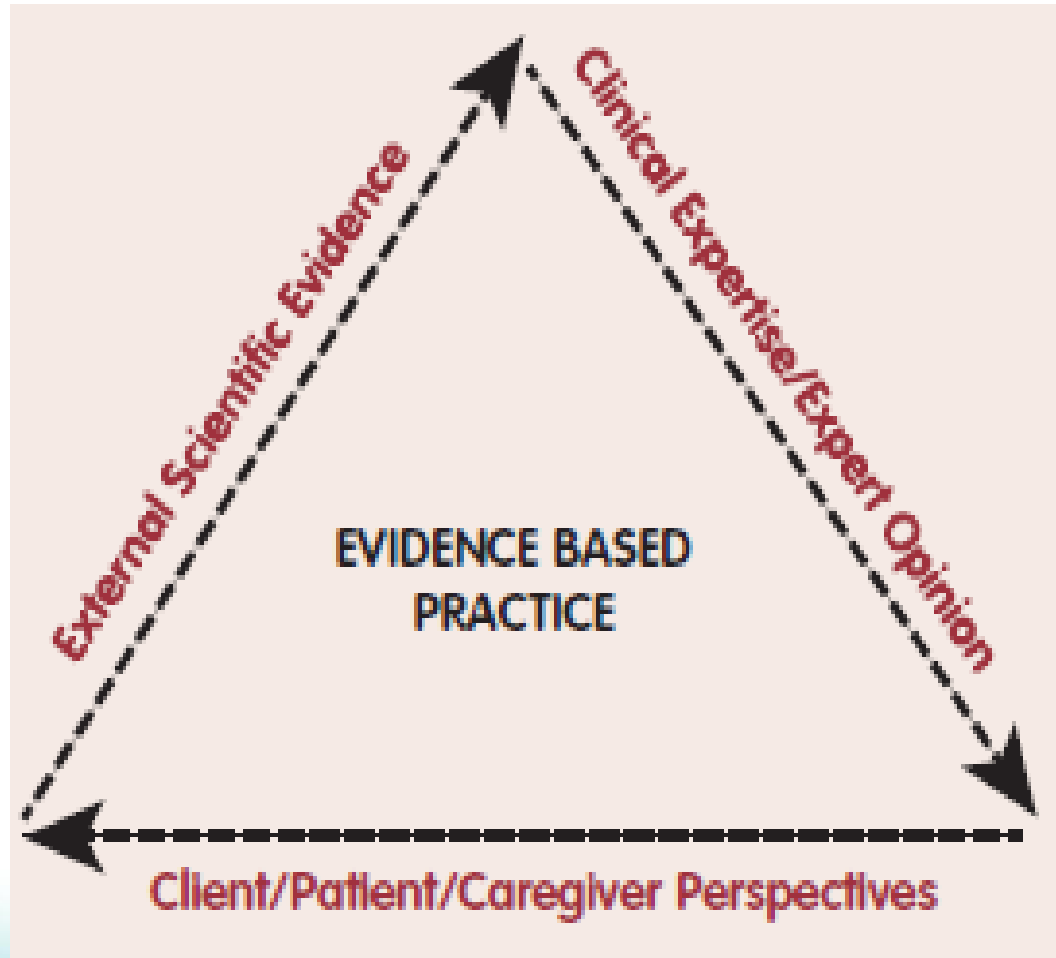 External Scientific Evidence
Clinical Expertise/Expert Opinion
EVIDENCE BASED
PRACTICE
Client/Patient/Caregiver Perspectives